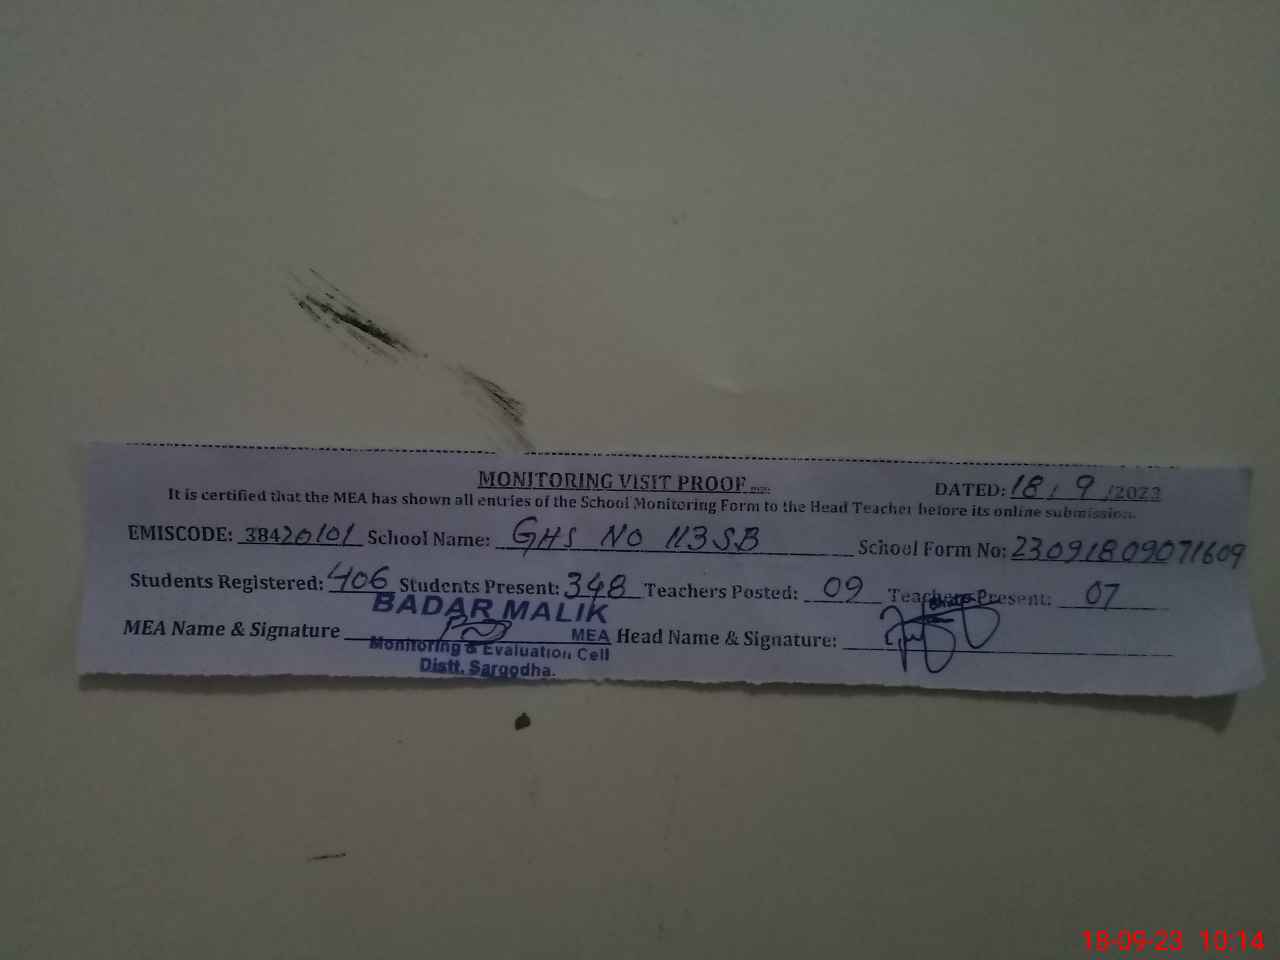 MONITORING VISIT PROOF
DATED: 18/9/2023
It is certified that the MEA has shown all entries of the School Monitoring Form to the Head Teacher before its online submission.
EMISCODE: 38420101 School Name: GHS NO 113 SB School Form No: 23091809071609
Students Registered: 406 Students Present: 348 Teachers Posted: 09 Teachers Present: 07
BADAR MALIK
MEA Name & Signature MEA Head Name & Signature:
Monitoring & Evaluation Cell
Distt. Sargodha.
18-09-23 10:14